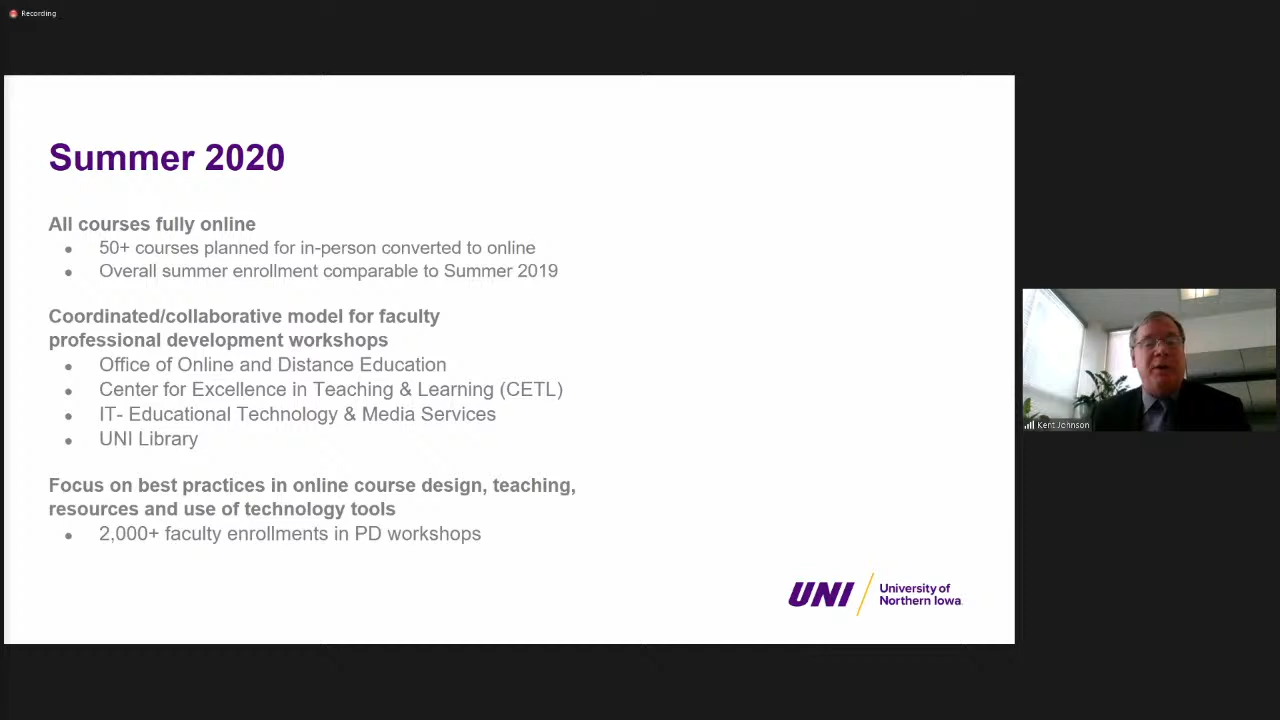 Recording
Summer 2020
All courses fully online
● 50+ courses planned for in-person converted to online
● Overall summer enrollment comparable to Summer 2019
Coordinated/collaborative model for faculty
professional development workshops
● Office of Online and Distance Education
● Center for Excellence in Teaching & Learning (CETL)
● IT- Educational Technology & Media Services
● UNI Library
Focus on best practices in online course design, teaching,
resources and use of technology tools
● 2,000+ faculty enrollments in PD workshops
UNI
University of
Northern Iowa.
Kent Johnson